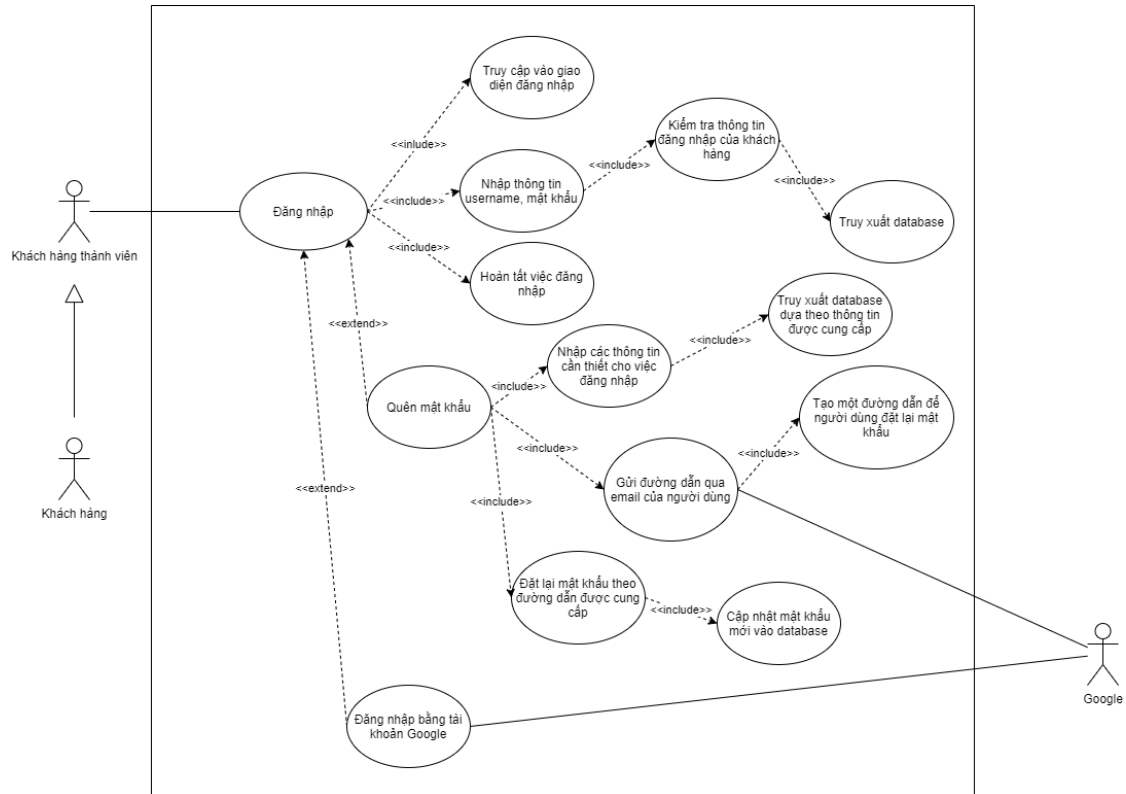 Truy cập vào giao
diện đăng nhập
<<inlude>>
Kiểm tra thông tin
đăng nhập của khách
hàng
<<include>>
Nhập thông tin
username, mật khẩu
<<include>>
<<include>>
Đăng nhập
Truy xuất database
Khách hàng thành viên
<<include>>
Hoàn tất việc đăng
nhập
<<extend>>
Truy xuất database
dựa theo thông tin
được cung cấp
<<include>>
Nhập các thông tin
cần thiết cho việc
đăng nhập
<<include>>
Quên mật khẩu
Tạo một đường dẫn để
người dùng đặt lại mật
khẩu
<<include>>
<<include>>
Gửi đường dẫn qua
email của người dùng
<<extend>>
<<include>>
Khách hàng
Đặt lại mật khẩu theo
đường dẫn được cung
cấp
<<include>>
Cập nhật mật khẩu
mới vào database
Google
Đăng nhập bằng tài
khoản Google